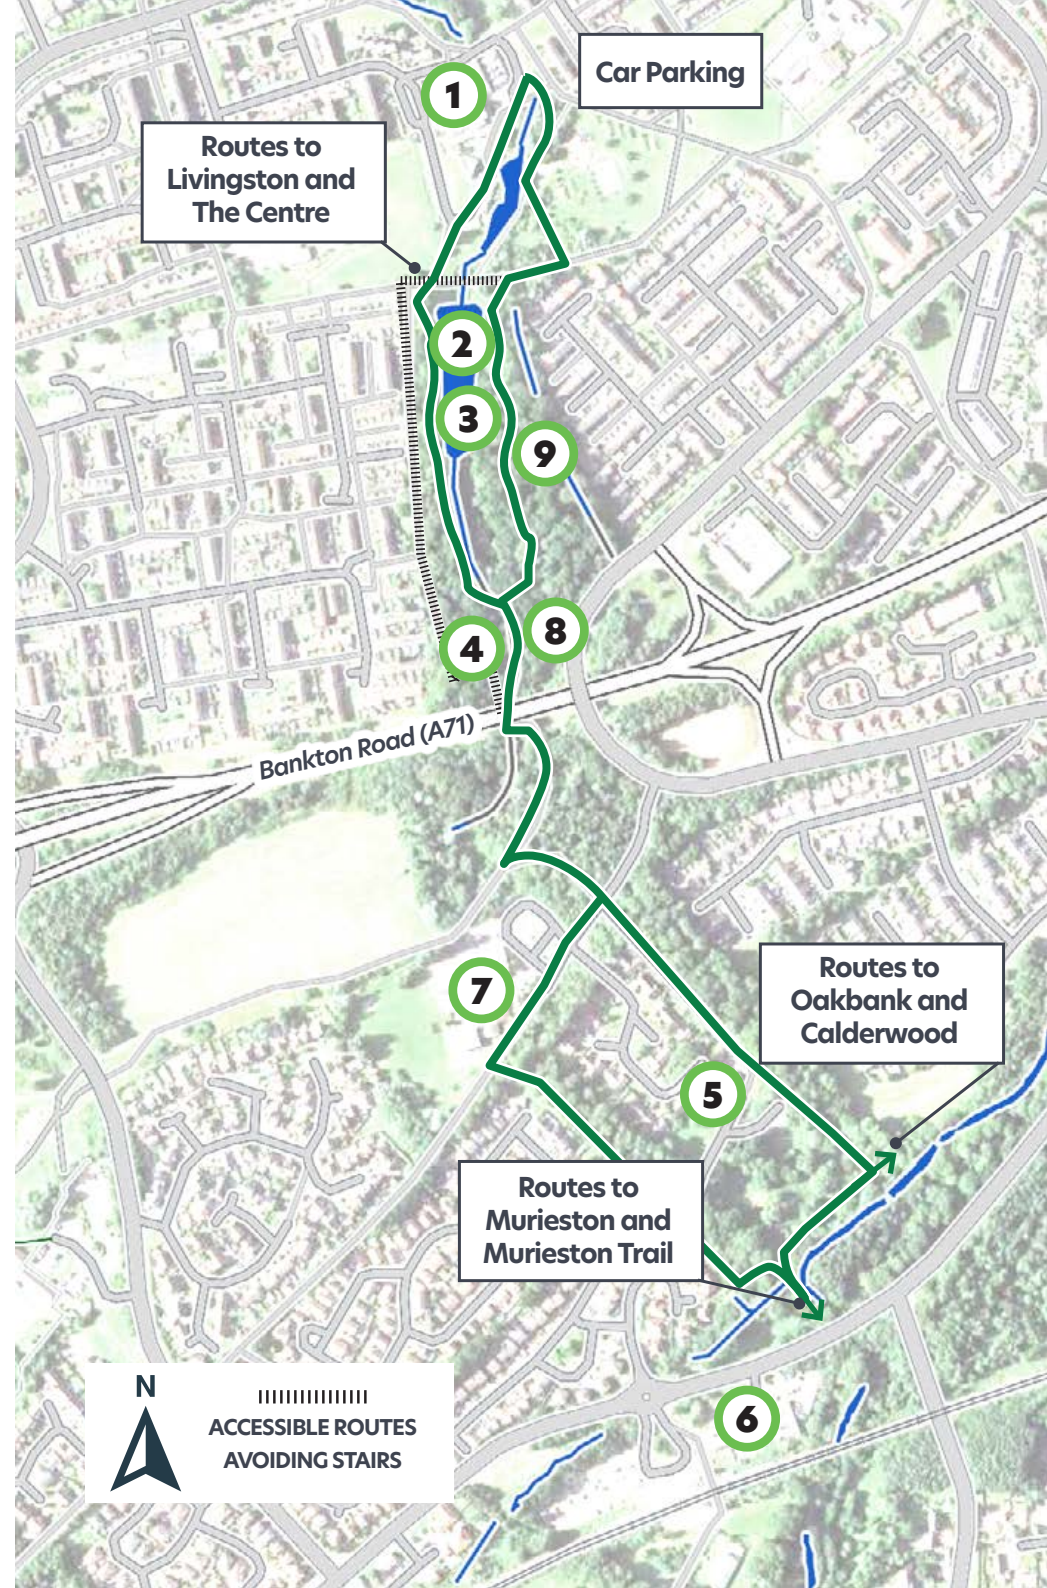 Car Parking
1
Routes to
Livingston and
The Centre
2
3
9
8
4
Bankton Road (A71)
7
Routes to
Oakbank and
Calderwood
5
Routes to
Murieston and
Murieston Trail
6
N
ACCESSIBLE ROUTES
AVOIDING STAIRS